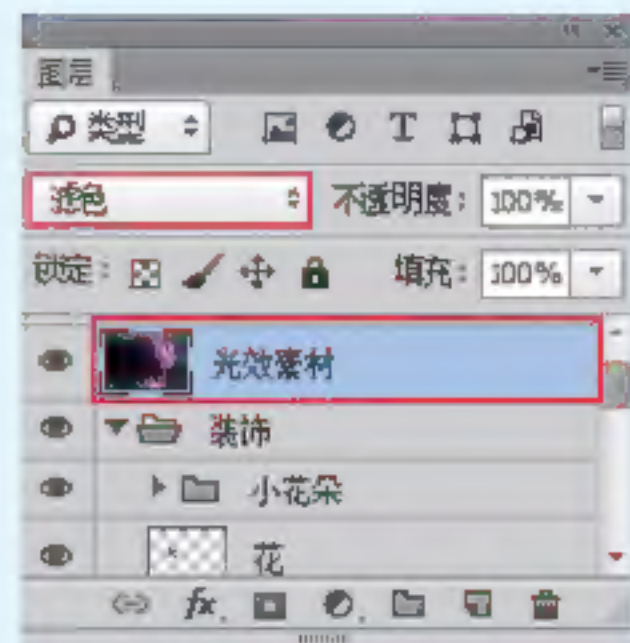 图层
类型
滤色 不透明度: 100%
锁定: 填充: 100%
光效素材
装饰
小花朵
花
fx